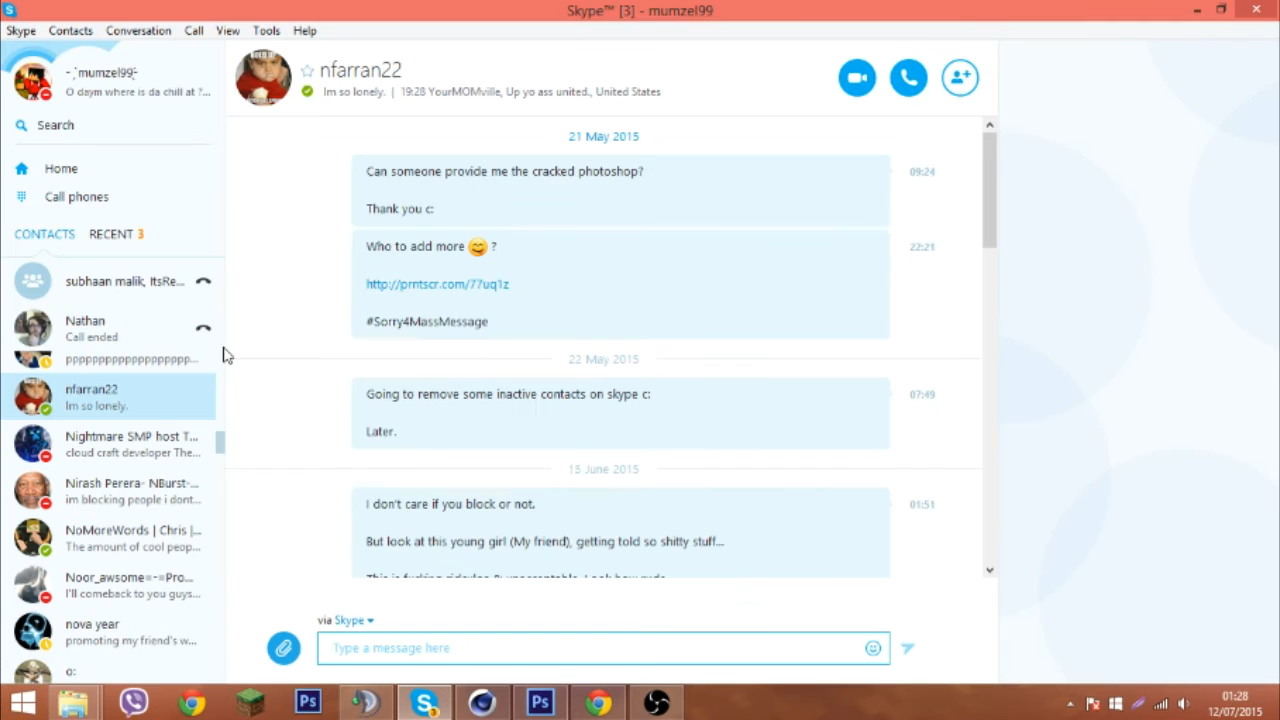 Skype™ [3] - mumzel99
Skype Contacts Conversation Call View Tools Help
O daym where is da chill at ?...
Search
Home
Call phones
CONTACTS RECENT 3
subhaan malik, ItsRe...
Nathan
Call ended
pppppppppppppppppp...
nfarran22
Im so lonely.
Nightmare SMP host T...
cloud craft developer The...
Nirash Perera- NBurst-...
im blocking people i dont...
NoMoreWords | Chris |...
The amount of cool peop...
Noor_awsome=-=Pro...
I'll comeback to you guys...
nova year
promoting my friend's w...
o:
nfarran22
Im so lonely. | 19:28 YourMOMville, Up yo ass united., United States
21 May 2015
Can someone provide me the cracked photoshop? 09:24
Thank you c:
Who to add more 😊 ? 22:21
http://prntscr.com/77uq1z
#Sorry4MassMessage
22 May 2015
Going to remove some inactive contacts on skype c: 07:49
Later.
15 June 2015
I don't care if you block or not. 01:51
But look at this young girl (My friend), getting told so shitty stuff...
via Skype
Type a message here
Ps
Ps
01:28
12/07/2015